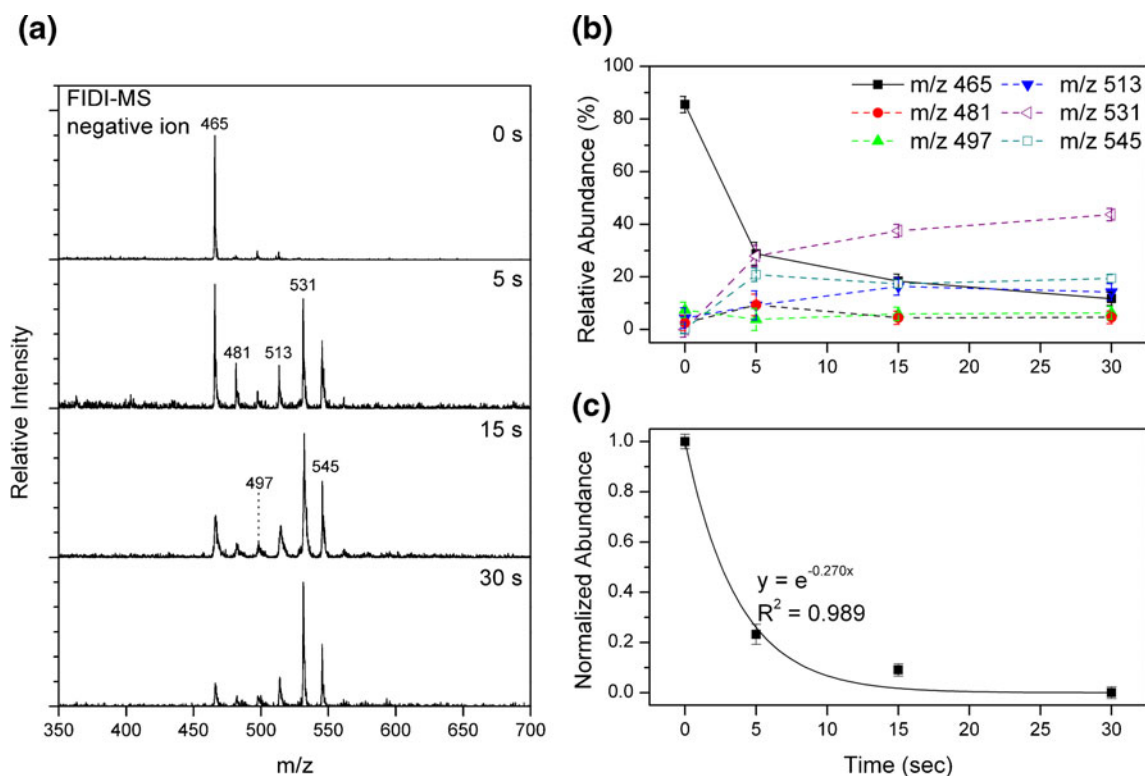 (a)
FIDI-MS
negative ion
0 s
465
5 s
481
513
531
15 s
497
545
30 s
Relative Intensity
350 400 450 500 550 600 650 700
m/z
(b)
100
80
60
40
20
0
Relative Abundance (%)
m/z 465
m/z 481
m/z 497
m/z 513
m/z 531
m/z 545
0 5 10 15 20 25 30
(c)
1.0
0.8
0.6
0.4
0.2
0.0
Normalized Abundance
y = e^-0.270x
R² = 0.989
0 5 10 15 20 25 30
Time (sec)